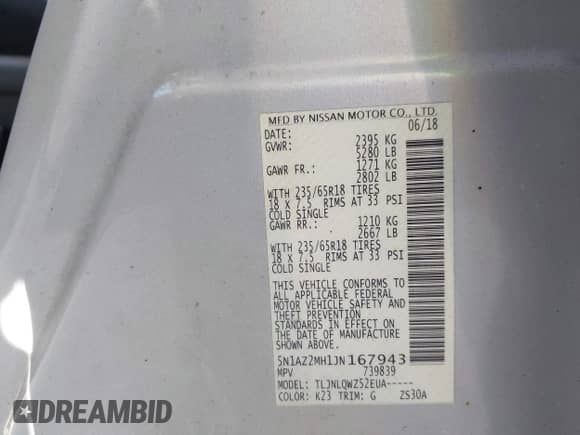 MFD BY NISSAN MOTOR CO., LTD.
DATE: 06/18
GVWR: 2395 KG
5280 LB
GAWR FR.: 1271 KG
2802 LB
WITH 235/65R18 TIRES
18 X 7.5 RIMS AT 33 PSI
COLD SINGLE
GAWR RR.: 1210 KG
2667 LB
WITH 235/65R18 TIRES
18 X 7.5 RIMS AT 33 PSI
COLD SINGLE
THIS VEHICLE CONFORMS TO
ALL APPLICABLE FEDERAL
MOTOR VEHICLE SAFETY AND
THEFT PREVENTION
STANDARDS IN EFFECT ON
THE DATE OF MANUFACTURE
SHOWN ABOVE.
5N1AZ2MH1JN167943
MPV 739839
MODEL: TLJNLQWZ52EUA-----
COLOR: K23 TRIM: G ZS30A
DREAMBID.com